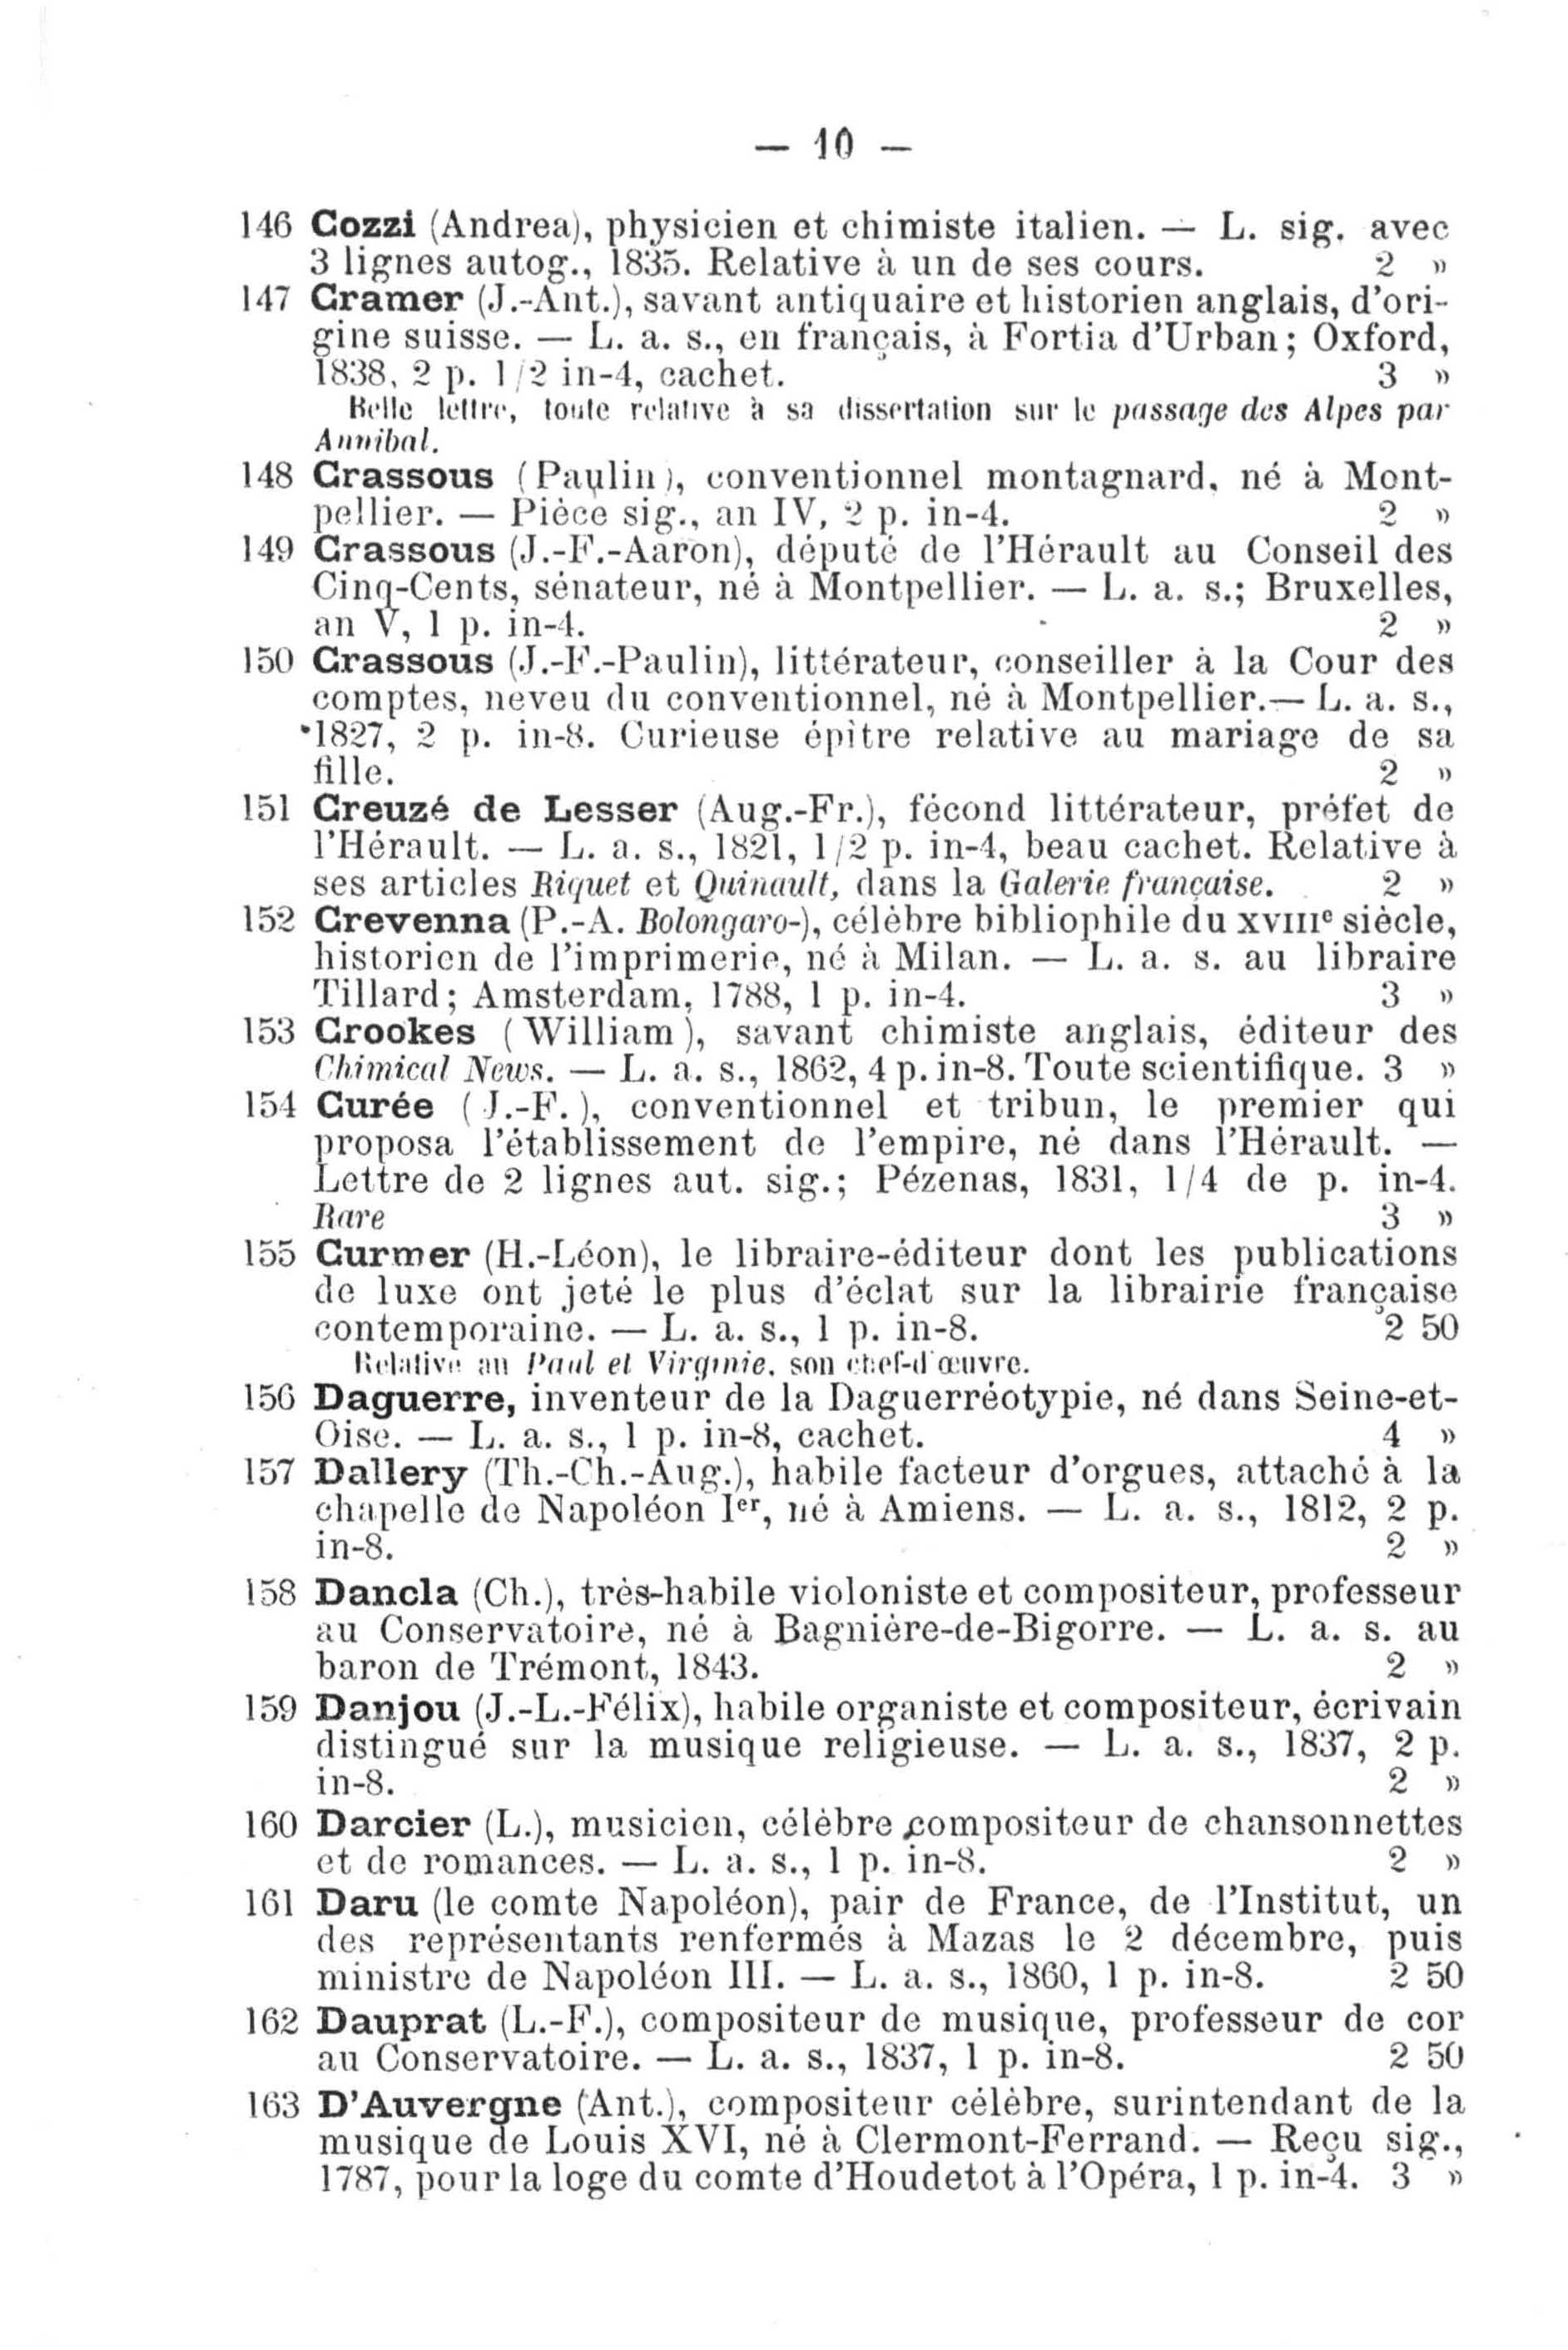 — 10 —
146 Cozzi (Andrea), physicien et chimiste italien. — L. sig. avec
3 lignes autog., 1835. Relative à un de ses cours. 2 »
147 Cramer (J.-Ant.), savant antiquaire et historien anglais, d'ori-
gine suisse. — L. a. s., en français, à Fortia d'Urban; Oxford,
1838, 2 p. 1/2 in-4, cachet. 3 »
Belle lettre, toute relative à sa dissertation sur le passage des Alpes par
Annibal.
148 Crassous (Paulin), conventionnel montagnard, né à Mont-
pellier. — Pièce sig., an IV, 2 p. in-4. 2 »
149 Crassous (J.-F.-Aaron), député de l'Hérault au Conseil des
Cinq-Cents, sénateur, né à Montpellier. — L. a. s.; Bruxelles,
an V, 1 p. in-4. 2 »
150 Crassous (J.-F.-Paulin), littérateur, conseiller à la Cour des
comptes, neveu du conventionnel, né à Montpellier.— L. a. s.,
1827, 2 p. in-8. Curieuse épître relative au mariage de sa
fille. 2 »
151 Creuzé de Lesser (Aug.-Fr.), fécond littérateur, préfet de
l'Hérault. — L. a. s., 1821, 1/2 p. in-4, beau cachet. Relative à
ses articles Riquet et Quinault, dans la Galerie française. 2 »
152 Crevenna (P.-A. Bolongaro-), célèbre bibliophile du XVIIIe siècle,
historien de l'imprimerie, né à Milan. — L. a. s. au libraire
Tillard; Amsterdam, 1788, 1 p. in-4. 3 »
153 Crookes (William), savant chimiste anglais, éditeur des
Chimical News. — L. a. s., 1862, 4 p. in-8. Toute scientifique. 3 »
154 Curée (J.-F.), conventionnel et tribun, le premier qui
proposa l'établissement de l'empire, né dans l'Hérault. —
Lettre de 2 lignes aut. sig.; Pézenas, 1831, 1/4 de p. in-4.
Rare 3 »
155 Curmer (H.-Léon), le libraire-éditeur dont les publications
de luxe ont jeté le plus d'éclat sur la librairie française
contemporaine. — L. a. s., 1 p. in-8. 2 50
Relative au Paul et Virginie, son chef-d'œuvre.
156 Daguerre, inventeur de la Daguerréotypie, né dans Seine-et-
Oise. — L. a. s., 1 p. in-8, cachet. 4 »
157 Dallery (Th.-Ch.-Aug.), habile facteur d'orgues, attaché à la
chapelle de Napoléon Ier, né à Amiens. — L. a. s., 1812, 2 p.
in-8. 2 »
158 Dancla (Ch.), très-habile violoniste et compositeur, professeur
au Conservatoire, né à Bagnière-de-Bigorre. — L. a. s. au
baron de Trémont, 1843. 2 »
159 Danjou (J.-L.-Félix), habile organiste et compositeur, écrivain
distingué sur la musique religieuse. — L. a. s., 1837, 2 p.
in-8. 2 »
160 Darcier (L.), musicien, célèbre compositeur de chansonnettes
et de romances. — L. a. s., 1 p. in-8. 2 »
161 Daru (le comte Napoléon), pair de France, de l'Institut, un
des représentants renfermés à Mazas le 2 décembre, puis
ministre de Napoléon III. — L. a. s., 1860, 1 p. in-8. 2 50
162 Dauprat (L.-F.), compositeur de musique, professeur de cor
au Conservatoire. — L. a. s., 1837, 1 p. in-8. 2 50
163 D'Auvergne (Ant.), compositeur célèbre, surintendant de la
musique de Louis XVI, né à Clermont-Ferrand. — Reçu sig.,
1787, pour la loge du comte d'Houdetot à l'Opéra, 1 p. in-4. 3 »